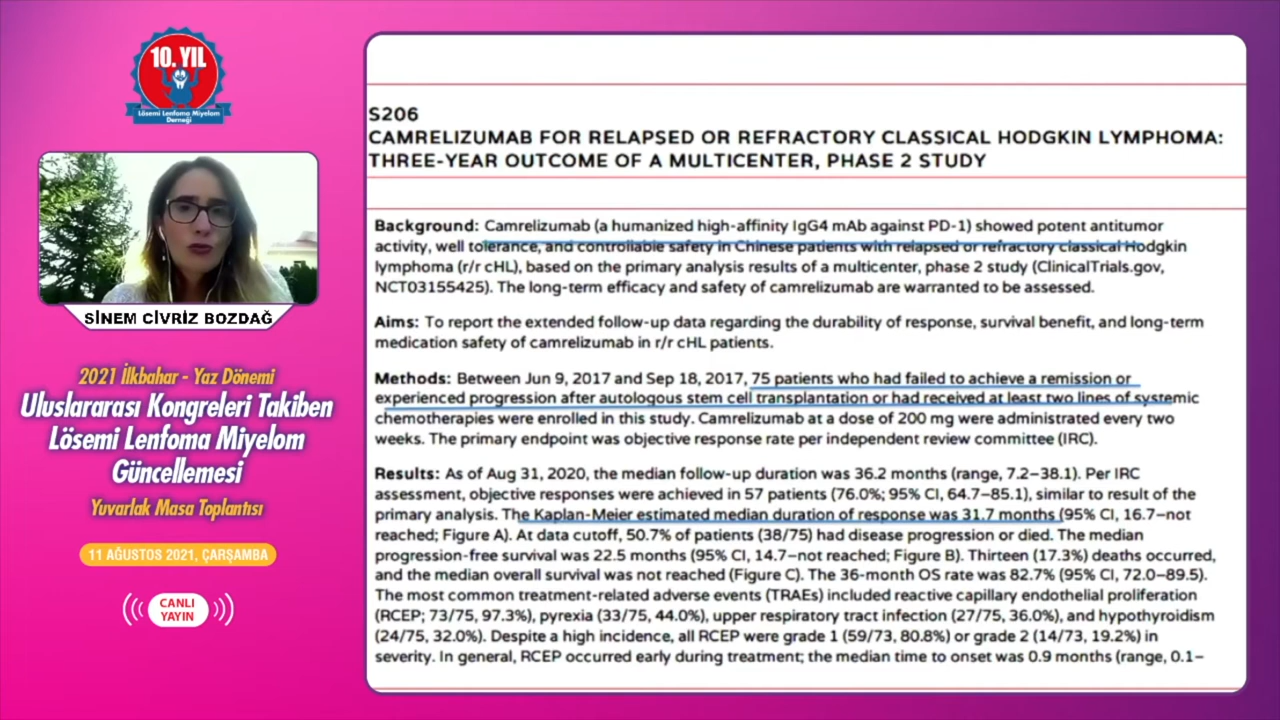 10. YIL
Lösemi Lenfoma Miyelom
Derneği
SİNEM CİVRİZ BOZDAĞ
2021 İlkbahar - Yaz Dönemi
Uluslararası Kongreleri Takiben
Lösemi Lenfoma Miyelom
Güncellemesi
Yuvarlak Masa Toplantısı
11 AĞUSTOS 2021, ÇARŞAMBA
CANLI
YAYIN
S206
CAMRELIZUMAB FOR RELAPSED OR REFRACTORY CLASSICAL HODGKIN LYMPHOMA:
THREE-YEAR OUTCOME OF A MULTICENTER, PHASE 2 STUDY
Background: Camrelizumab (a humanized high-affinity IgG4 mAb against PD-1) showed potent antitumor
activity, well tolerance, and controllable safety in Chinese patients with relapsed or refractory classical Hodgkin
lymphoma (r/r cHL), based on the primary analysis results of a multicenter, phase 2 study (ClinicalTrials.gov,
NCT03155425). The long-term efficacy and safety of camrelizumab are warranted to be assessed.
Aims: To report the extended follow-up data regarding the durability of response, survival benefit, and long-term
medication safety of camrelizumab in r/r cHL patients.
Methods: Between Jun 9, 2017 and Sep 18, 2017, 75 patients who had failed to achieve a remission or
experienced progression after autologous stem cell transplantation or had received at least two lines of systemic
chemotherapies were enrolled in this study. Camrelizumab at a dose of 200 mg were administrated every two
weeks. The primary endpoint was objective response rate per independent review committee (IRC).
Results: As of Aug 31, 2020, the median follow-up duration was 36.2 months (range, 7.2–38.1). Per IRC
assessment, objective responses were achieved in 57 patients (76.0%; 95% CI, 64.7–85.1), similar to result of the
primary analysis. The Kaplan-Meier estimated median duration of response was 31.7 months (95% CI, 16.7–not
reached; Figure A). At data cutoff, 50.7% of patients (38/75) had disease progression or died. The median
progression-free survival was 22.5 months (95% CI, 14.7–not reached; Figure B). Thirteen (17.3%) deaths occurred,
and the median overall survival was not reached (Figure C). The 36-month OS rate was 82.7% (95% CI, 72.0–89.5).
The most common treatment-related adverse events (TRAEs) included reactive capillary endothelial proliferation
(RCEP; 73/75, 97.3%), pyrexia (33/75, 44.0%), upper respiratory tract infection (27/75, 36.0%), and hypothyroidism
(24/75, 32.0%). Despite a high incidence, all RCEP were grade 1 (59/73, 80.8%) or grade 2 (14/73, 19.2%) in
severity. In general, RCEP occurred early during treatment; the median time to onset was 0.9 months (range, 0.1–